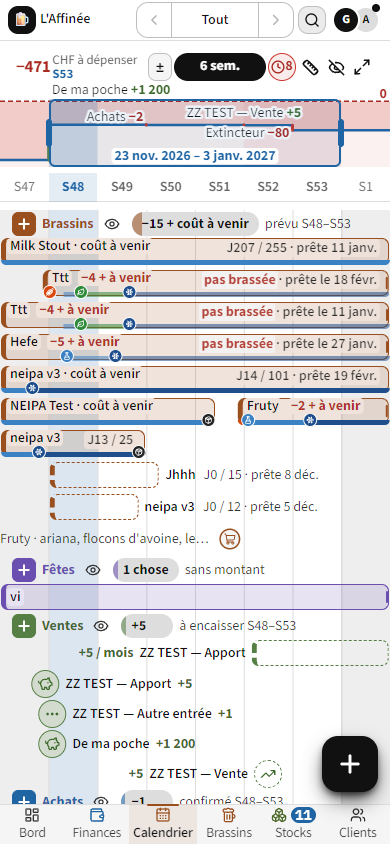 L'Affinée
Tout
G A
−471 CHF à dépenser S53
± 6 sem. 8
De ma poche +1 200
0
Achats −2
ZZ TEST — Vente +5
Extincteur −80
23 nov. 2026 – 3 janv. 2027
S47 S48 S49 S50 S51 S52 S53 S1
Brassins −15 + coût à venir prévu S48–S53
Milk Stout · coût à venir J207 / 255 · prête 11 janv.
Ttt −4 + à venir pas brassée · prête le 18 févr.
Ttt −4 + à venir pas brassée · prête le 11 janv.
Hefe −5 + à venir pas brassée · prête le 27 janv.
neipa v3 · coût à venir J14 / 101 · prête 19 févr.
NEIPA Test · coût à venir Fruty −2 + à venir
neipa v3 J13 / 25
Jhhh J0 / 15 · prête 8 déc.
neipa v3 J0 / 12 · prête 5 déc.
Fruty · ariana, flocons d'avoine, le…
Fêtes 1 chose sans montant
vi
Ventes +5 à encaisser S48–S53
+5 / mois ZZ TEST — Apport
ZZ TEST — Apport +5
ZZ TEST — Autre entrée +1
De ma poche +1 200
+5 ZZ TEST — Vente
Achats −1 confirmé S48–S53
11
Bord Finances Calendrier Brassins Stocks Clients